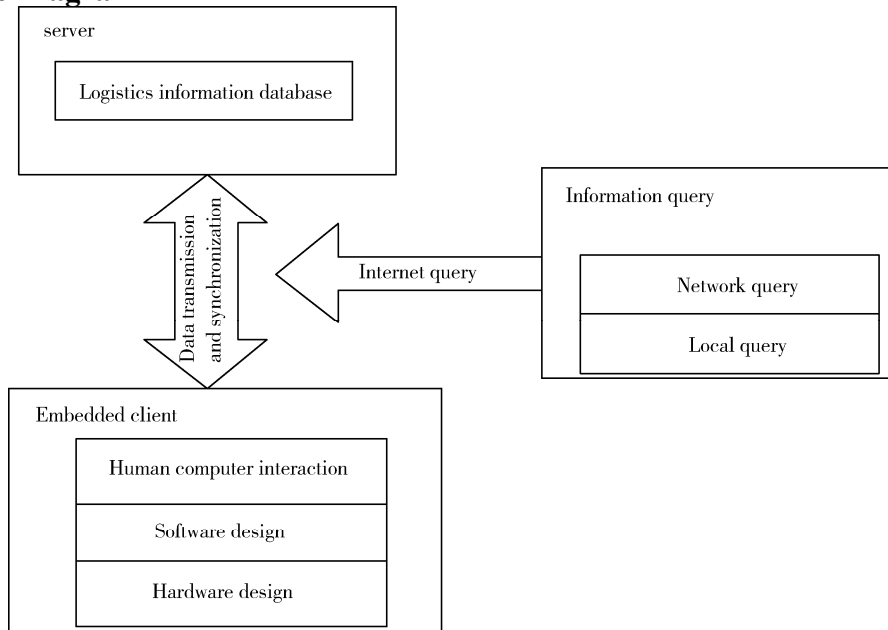 server
Logistics information database
Data transmission
and synchronization
Internet query
Information query
Network query
Local query
Embedded client
Human computer interaction
Software design
Hardware design